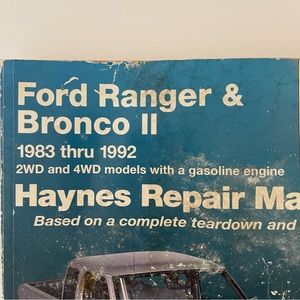 Ford Ranger &
Bronco II
1983 thru 1992
2WD and 4WD models with a gasoline engine
Haynes Repair Ma
Based on a complete teardown and